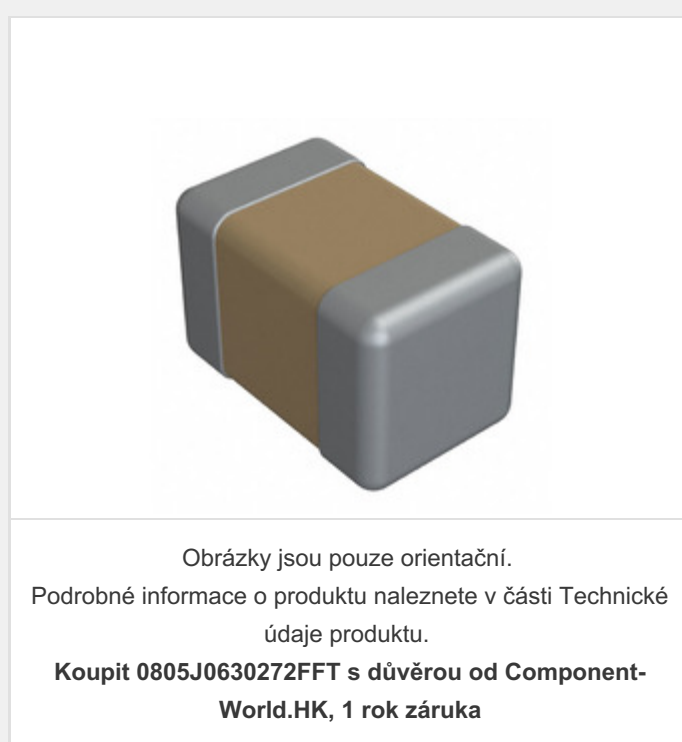 Obrázky jsou pouze orientační.
Podrobné informace o produktu naleznete v části Technické
údaje produktu.
Koupit 0805J0630272FFT s důvěrou od Component-
World.HK, 1 rok záruka